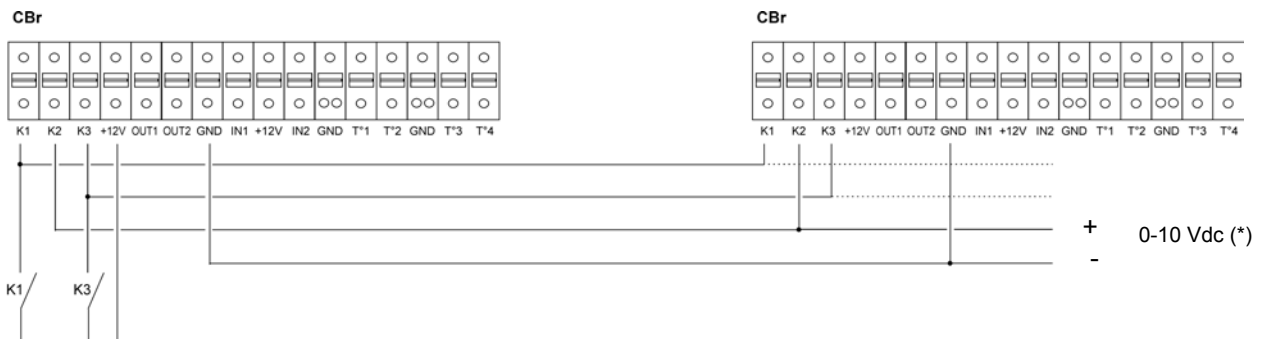 CBr CBr
K1 K2 K3 +12V OUT1 OUT2 GND IN1 +12V IN2 GND T°1 T°2 GND T°3 T°4 K1 K2 K3 +12V OUT1 OUT2 GND IN1 +12V IN2 GND T°1 T°2 GND T°3 T°4
+ 0-10 Vdc (*)
-
K1 K3